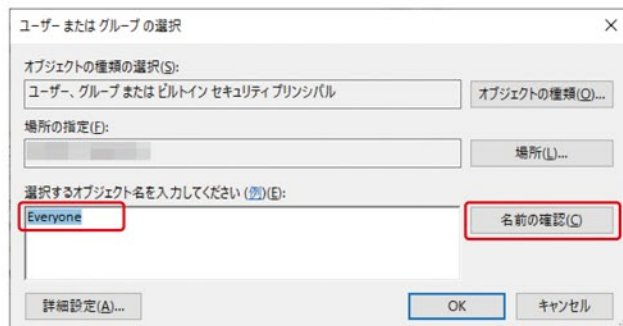 ユーザー または グループ の選択
オブジェクトの種類の選択(S):
ユーザー、グループ または ビルトイン セキュリティ プリンシパル
オブジェクトの種類(O)...
場所の指定(F):
場所(L)...
選択するオブジェクト名を入力してください (例)(E):
Everyone
名前の確認(C)
詳細設定(A)...
OK
キャンセル